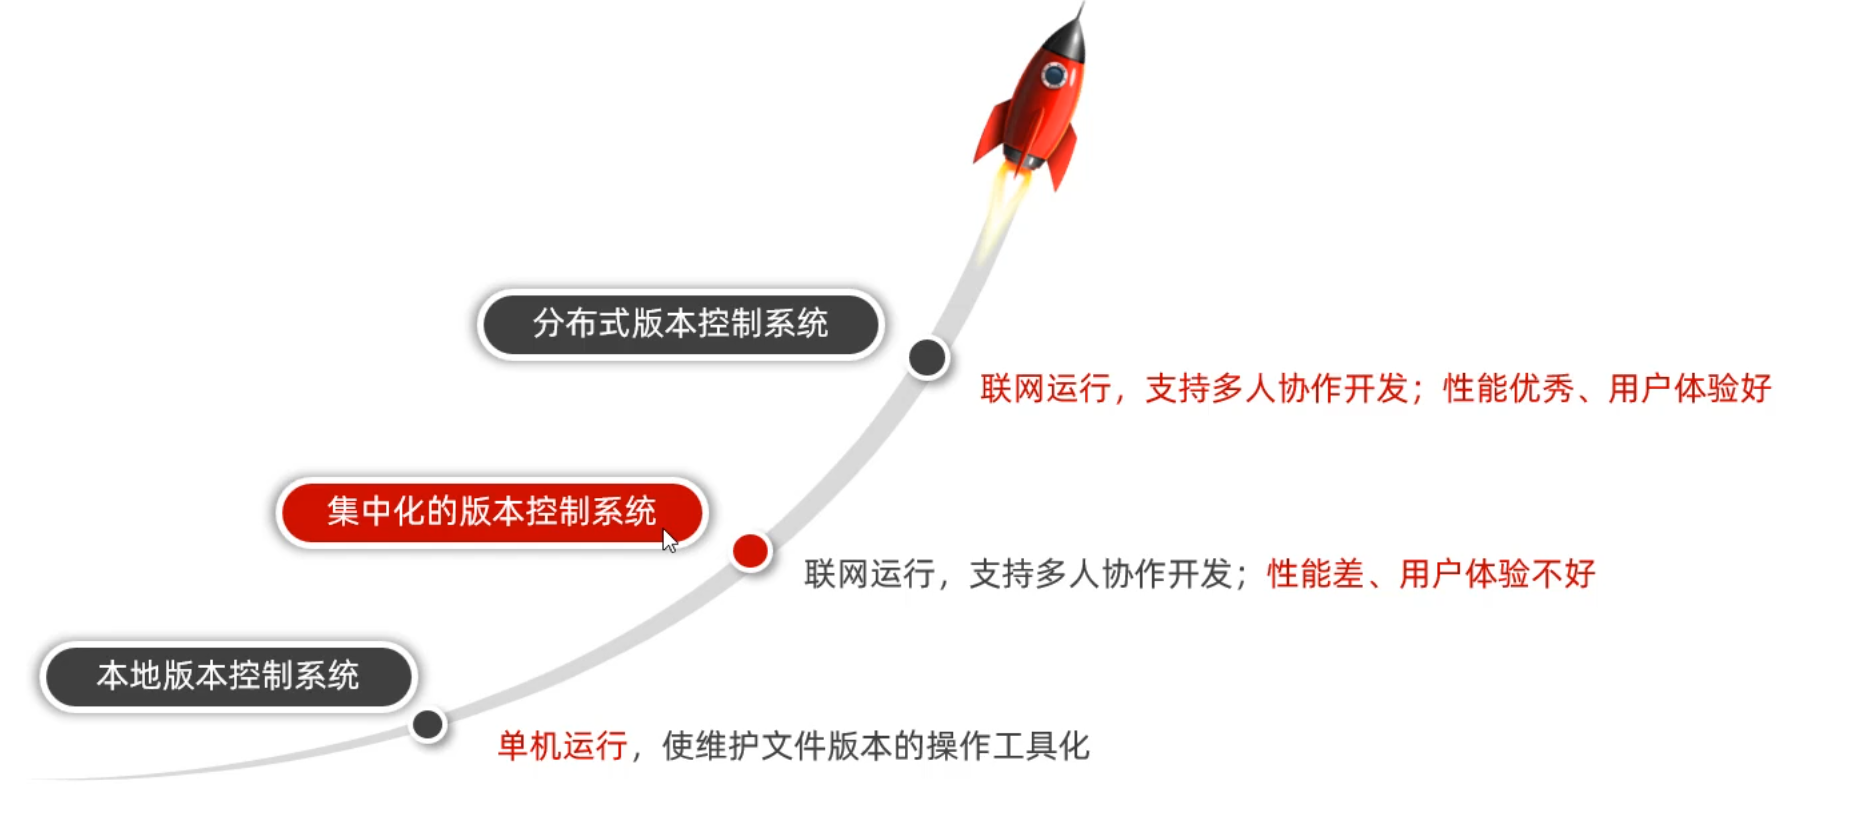 分布式版本控制系统
联网运行，支持多人协作开发；性能优秀、用户体验好
集中化的版本控制系统
联网运行，支持多人协作开发；性能差、用户体验不好
本地版本控制系统
单机运行，使维护文件版本的操作工具化